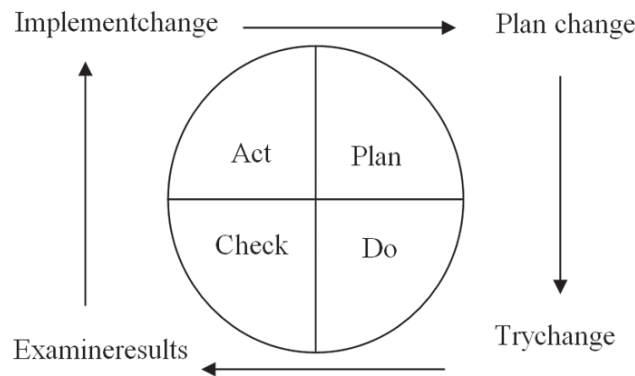 Implementchange
Plan change
Act
Plan
Check
Do
Examineresults
Trychange